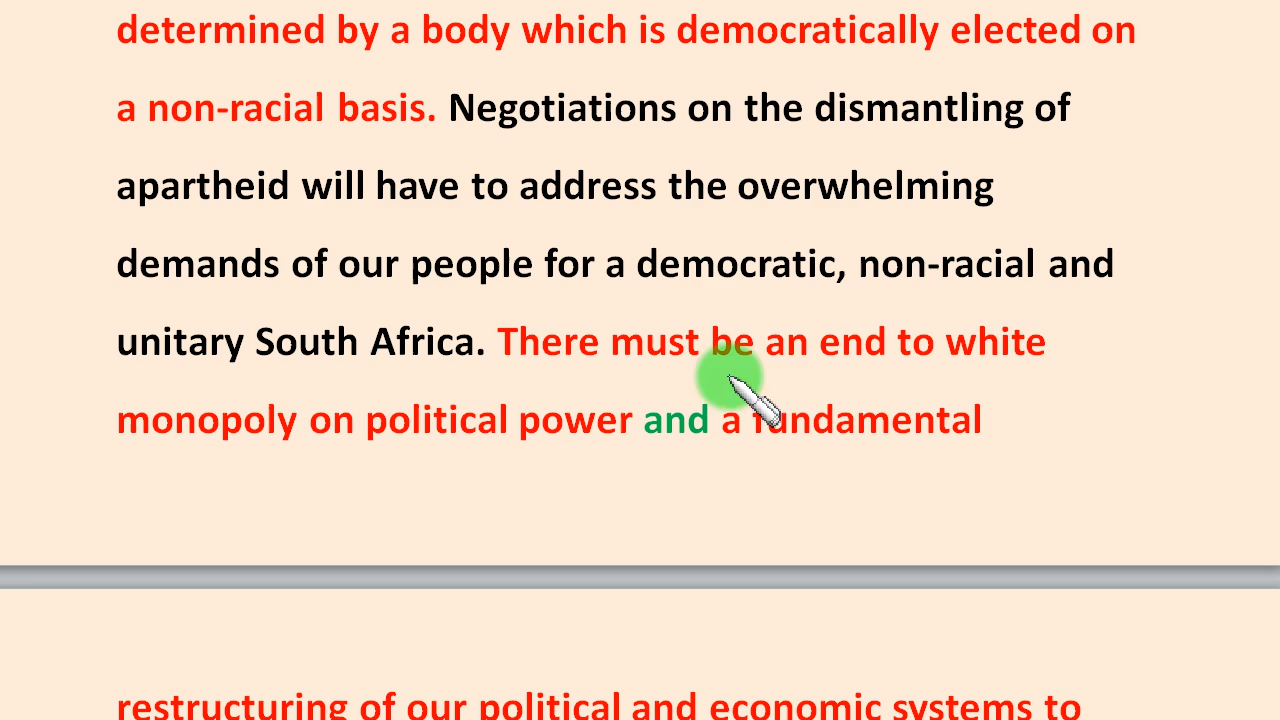 determined by a body which is democratically elected on
a non-racial basis. Negotiations on the dismantling of
apartheid will have to address the overwhelming
demands of our people for a democratic, non-racial and
unitary South Africa. There must be an end to white
monopoly on political power and a fundamental
restructuring of our political and economic systems to